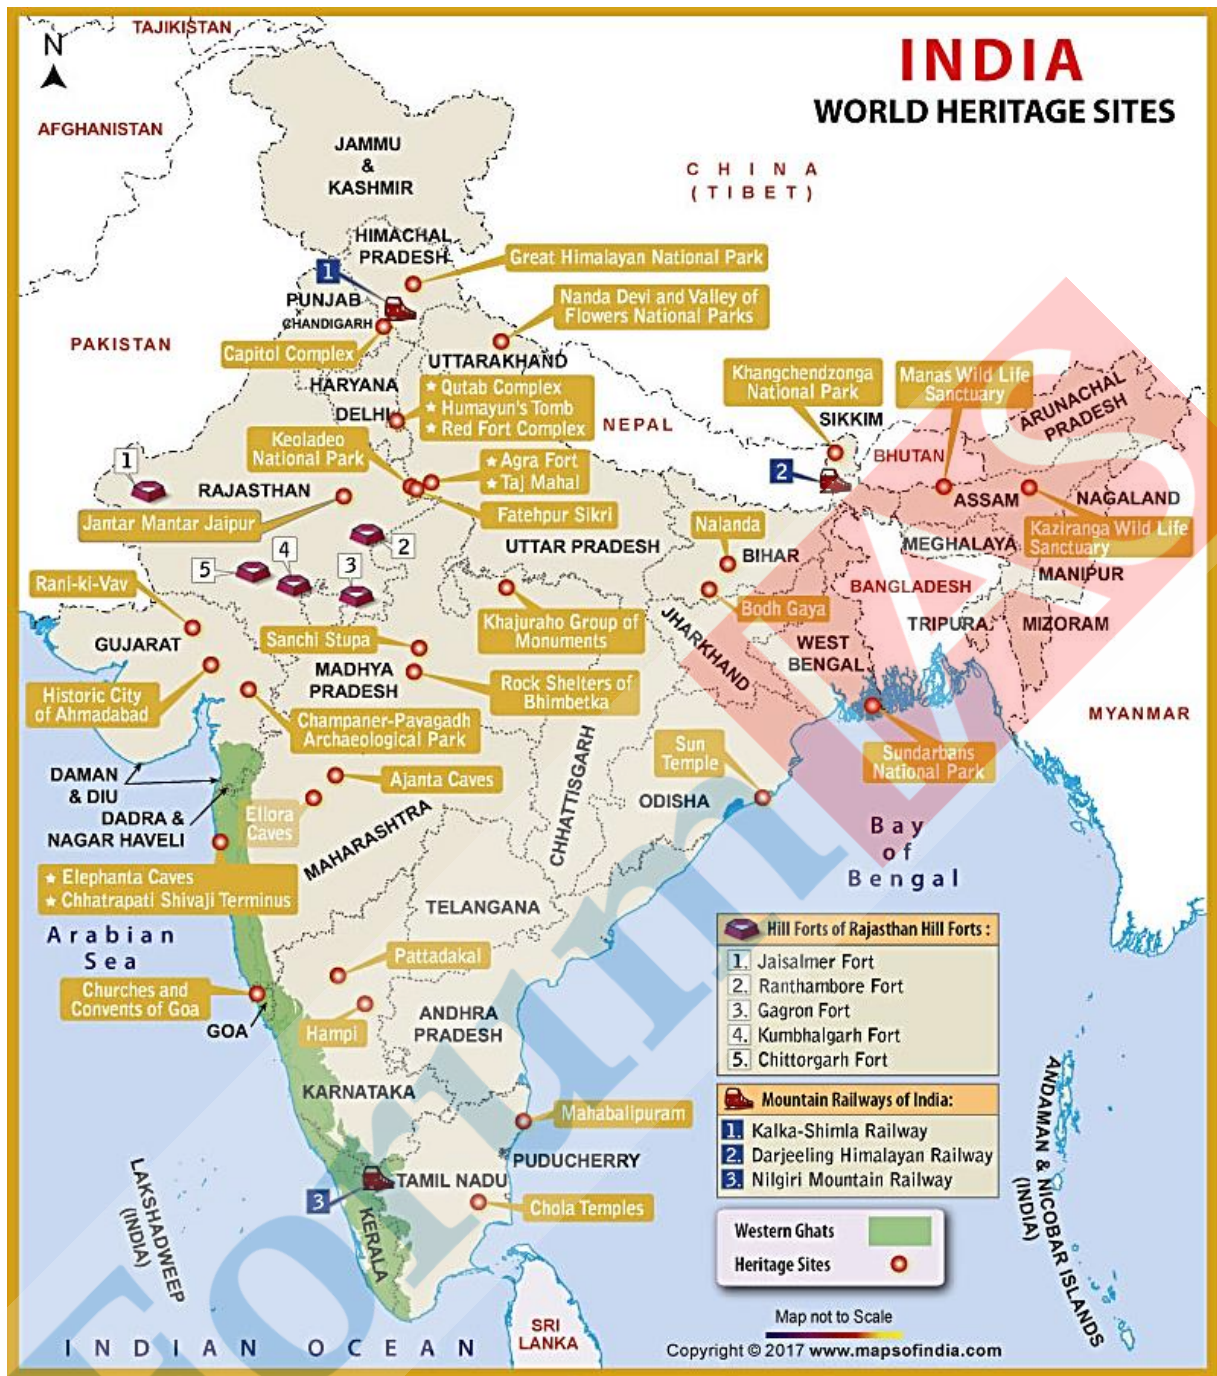 TAJIKISTAN
N
INDIA
WORLD HERITAGE SITES
AFGHANISTAN
JAMMU
&
KASHMIR
CHINA
(TIBET)
HIMACHAL
PRADESH
Great Himalayan National Park
1
PUNJAB
CHANDIGARH
Nanda Devi and Valley of
Flowers National Parks
PAKISTAN
Capitol Complex
UTTARAKHAND
HARYANA
DELHI
★ Qutab Complex
★ Humayun's Tomb
★ Red Fort Complex
NEPAL
Khangchendzonga
National Park
Manas Wild Life
Sanctuary
ARUNACHAL
PRADESH
SIKKIM
BHUTAN
2
Keoladeo
National Park
★ Agra Fort
★ Taj Mahal
1
RAJASTHAN
Jantar Mantar Jaipur
Fatehpur Sikri
ASSAM
NAGALAND
Kaziranga Wild Life
Sanctuary
Nalanda
BIHAR
MEGHALAYA
MANIPUR
UTTAR PRADESH
2
3
4
5
Rani-ki-Vav
BANGLADESH
Bodh Gaya
Khajuraho Group of
Monuments
GUJARAT
Sanchi Stupa
JHARKHAND
WEST
BENGAL
TRIPURA
MIZORAM
MADHYA
PRADESH
Rock Shelters of
Bhimbetka
Historic City
of Ahmadabad
Champaner-Pavagadh
Archaeological Park
MYANMAR
Sun
Temple
Sundarbans
National Park
CHHATTISGARH
DAMAN
& DIU
Ajanta Caves
ODISHA
DADRA &
NAGAR HAVELI
Ellora
Caves
MAHARASHTRA
Bay
of
Bengal
★ Elephanta Caves
★ Chhatrapati Shivaji Terminus
TELANGANA
Arabian
Sea
Pattadakal
Churches and
Convents of Goa
GOA
Hampi
ANDHRA
PRADESH
KARNATAKA
Mahabalipuram
PUDUCHERRY
TAMIL NADU
3
Chola Temples
KERALA
LAKSHADWEEP
(INDIA)
ANDAMAN & NICOBAR ISLANDS
(INDIA)
SRI
LANKA
INDIAN OCEAN
Hill Forts of Rajasthan Hill Forts :
1. Jaisalmer Fort
2. Ranthambore Fort
3. Gagron Fort
4. Kumbhalgarh Fort
5. Chittorgarh Fort
Mountain Railways of India:
1. Kalka-Shimla Railway
2. Darjeeling Himalayan Railway
3. Nilgiri Mountain Railway
Western Ghats
Heritage Sites
Map not to Scale
Copyright © 2017 www.mapsofindia.com
ForumIAS